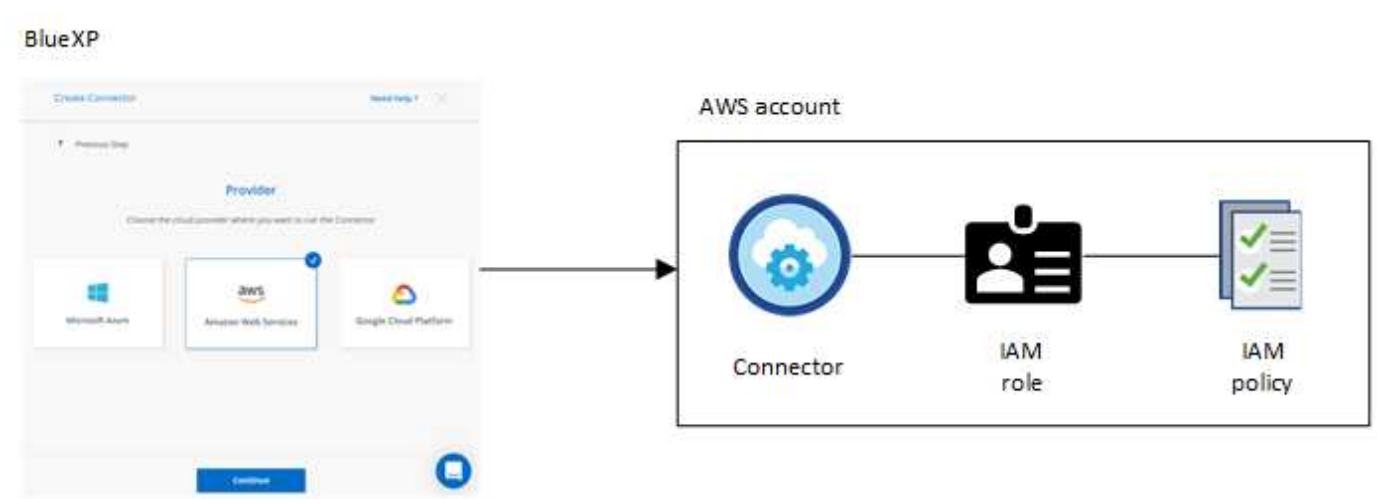 BlueXP
Create Connector
Need help?
Previous Step
Provider
Choose the cloud provider where you want to run the Connector
Microsoft Azure
aws
Amazon Web Services
Google Cloud Platform
Continue
AWS account
Connector
IAM
role
IAM
policy